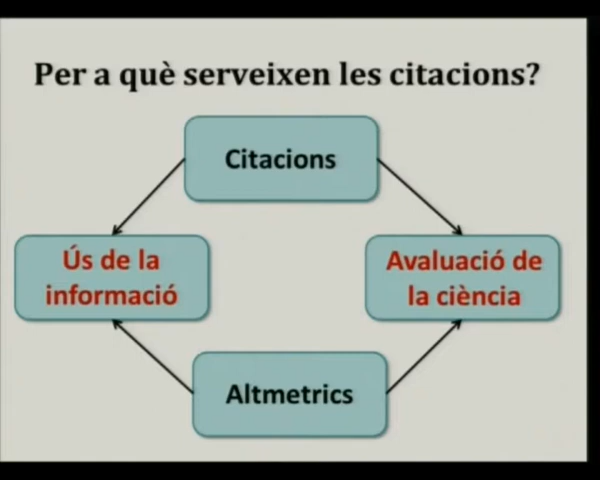 Per a què serveixen les citacions?
Citacions
Ús de la
informació
Avaluació de
la ciència
Altmetrics